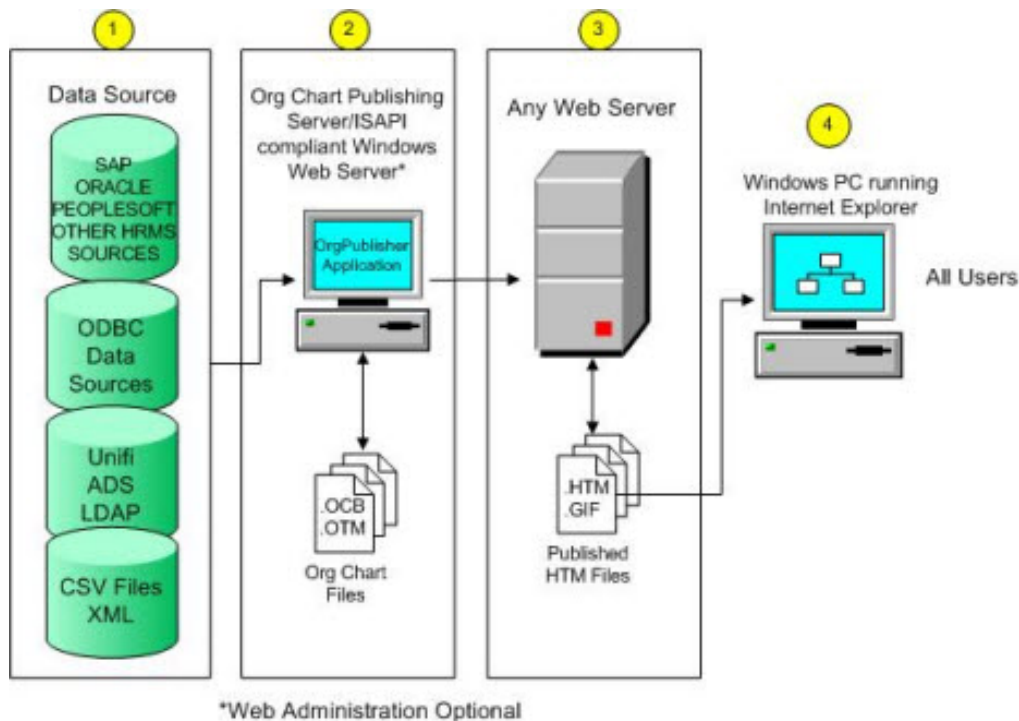 1
Data Source
SAP
ORACLE
PEOPLESOFT
OTHER HRMS
SOURCES
ODBC
Data
Sources
Unifi
ADS
LDAP
CSV Files
XML
2
Org Chart Publishing
Server/ISAPI
compliant Windows
Web Server*
OrgPublisher
Application
.OCB
.OTM
Org Chart
Files
3
Any Web Server
.HTM
.GIF
Published
HTM Files
4
Windows PC running
Internet Explorer
All Users
*Web Administration Optional